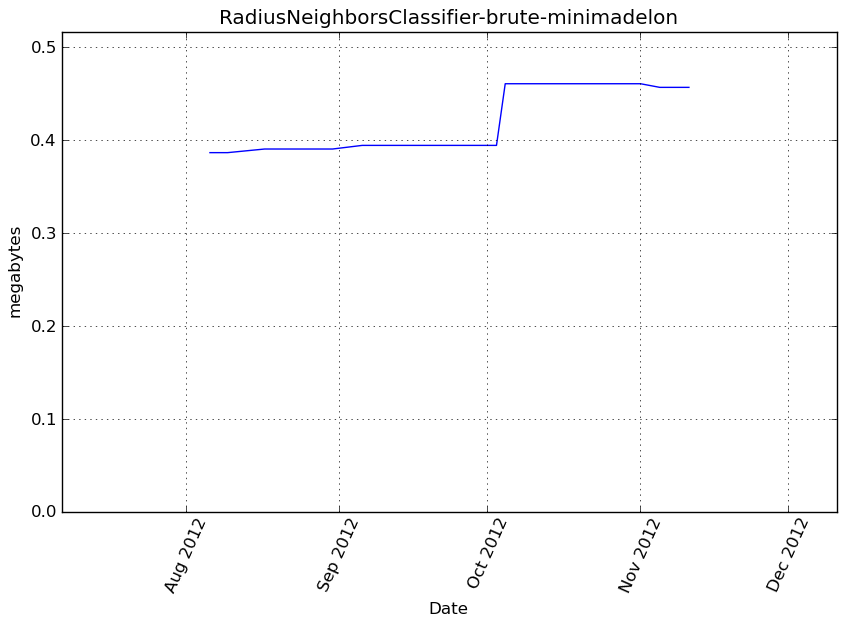 RadiusNeighborsClassifier-brute-minimadelon
0.5
0.4
0.3
0.2
0.1
0.0
megabytes
Aug 2012
Sep 2012
Oct 2012
Nov 2012
Dec 2012
Date